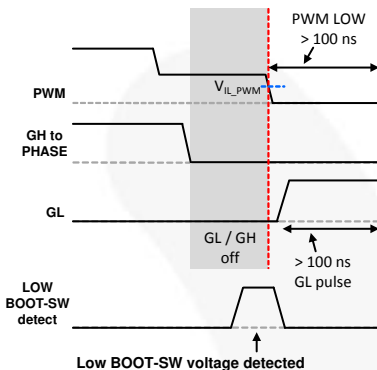 PWM LOW
> 100 ns
V_IL_PWM
PWM
GH to
PHASE
GL
GL / GH
off
> 100 ns
GL pulse
LOW
BOOT-SW
detect
Low BOOT-SW voltage detected